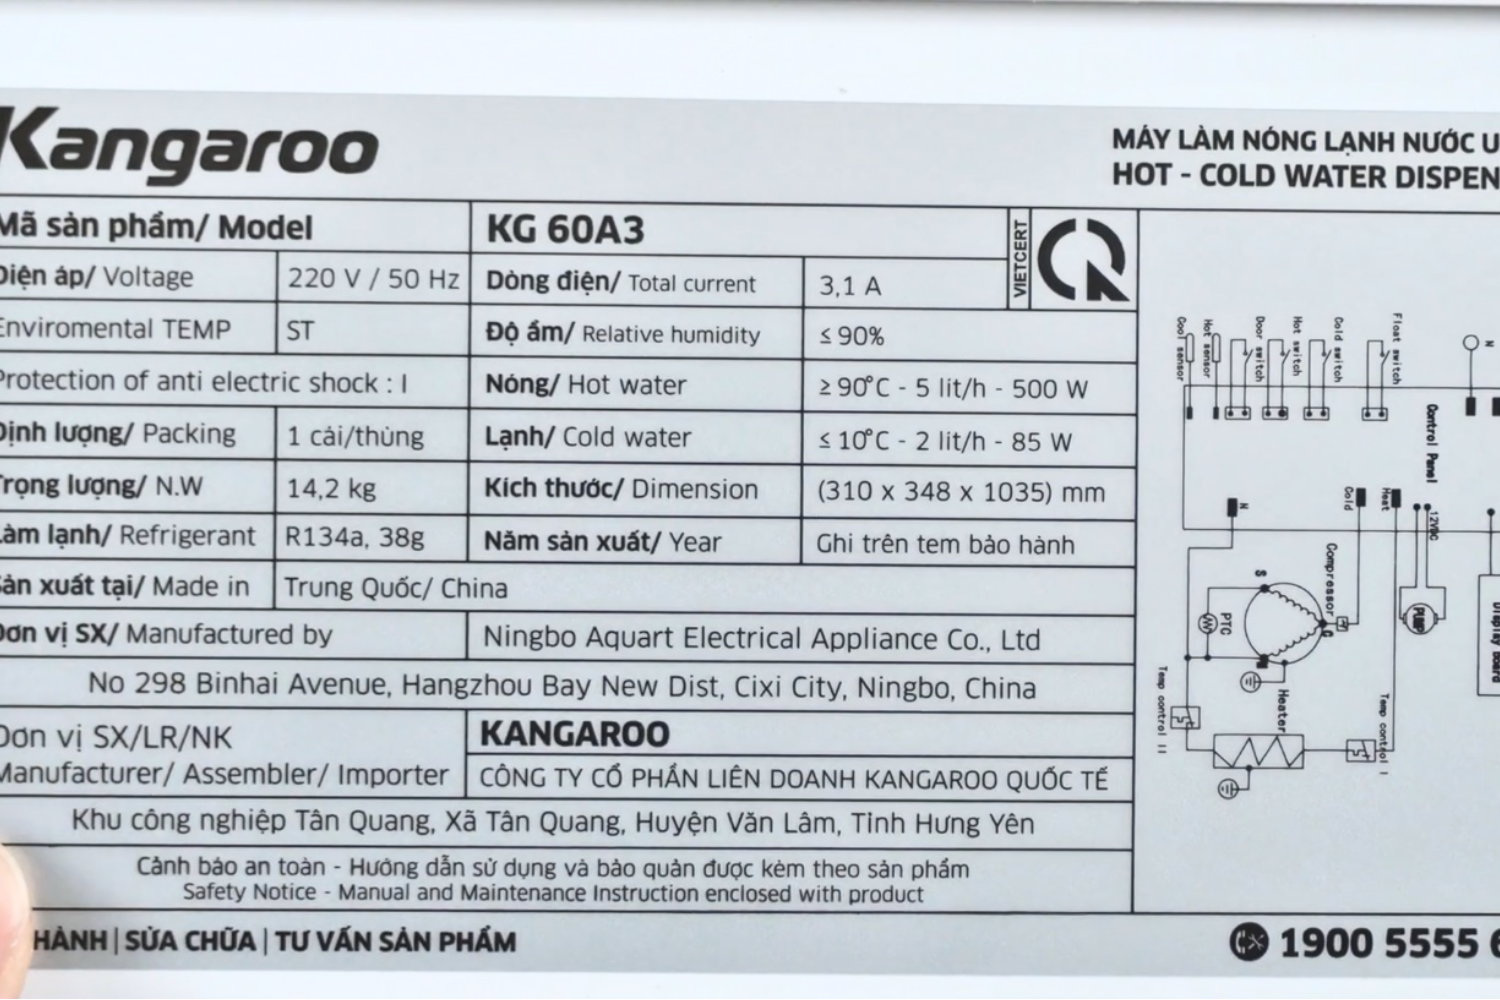 Kangaroo
MÁY LÀM NÓNG LẠNH NƯỚC
HOT - COLD WATER
Mã sản phẩm/ Model KG 60A3 VIETCERT
Điện áp/ Voltage 220 V / 50 Hz Dòng điện/ Total current 3,1 A
Enviromental TEMP ST Độ ẩm/ Relative humidity ≤ 90%
Protection of anti electric shock : I Nóng/ Hot water ≥ 90°C - 5 lit/h - 500 W
Định lượng/ Packing 1 cái/thùng Lạnh/ Cold water ≤ 10°C - 2 lit/h - 85 W
Trọng lượng/ N.W 14,2 kg Kích thước/ Dimension (310 x 348 x 1035) mm
Làm lạnh/ Refrigerant R134a, 38g Năm sản xuất/ Year Ghi trên tem bảo hành
Sản xuất tại/ Made in Trung Quốc/ China
Đơn vị SX/ Manufactured by Ningbo Aquart Electrical Appliance Co., Ltd
No 298 Binhai Avenue, Hangzhou Bay New Dist, Cixi City, Ningbo, China
Đơn vị SX/LR/NK KANGAROO
Manufacturer/ Assembler/ Importer CÔNG TY CỔ PHẦN LIÊN DOANH KANGAROO QUỐC TẾ
Khu công nghiệp Tân Quang, Xã Tân Quang, Huyện Văn Lâm, Tỉnh Hưng Yên
Cảnh báo an toàn - Hướng dẫn sử dụng và bảo quản được kèm theo sản phẩm
Safety Notice - Manual and Maintenance Instruction enclosed with product
HÀNH | SỬA CHỮA | TƯ VẤN SẢN PHẨM
1900 5555
Cool sensor
Hot sensor
Door switch
Hot switch
Cold switch
Float switch
N
Control Panel
N
Cold
Heat
12VDC
Compressor
S
C
PTC
PUMP
Display Board
Heater
Temp control II
Temp control I